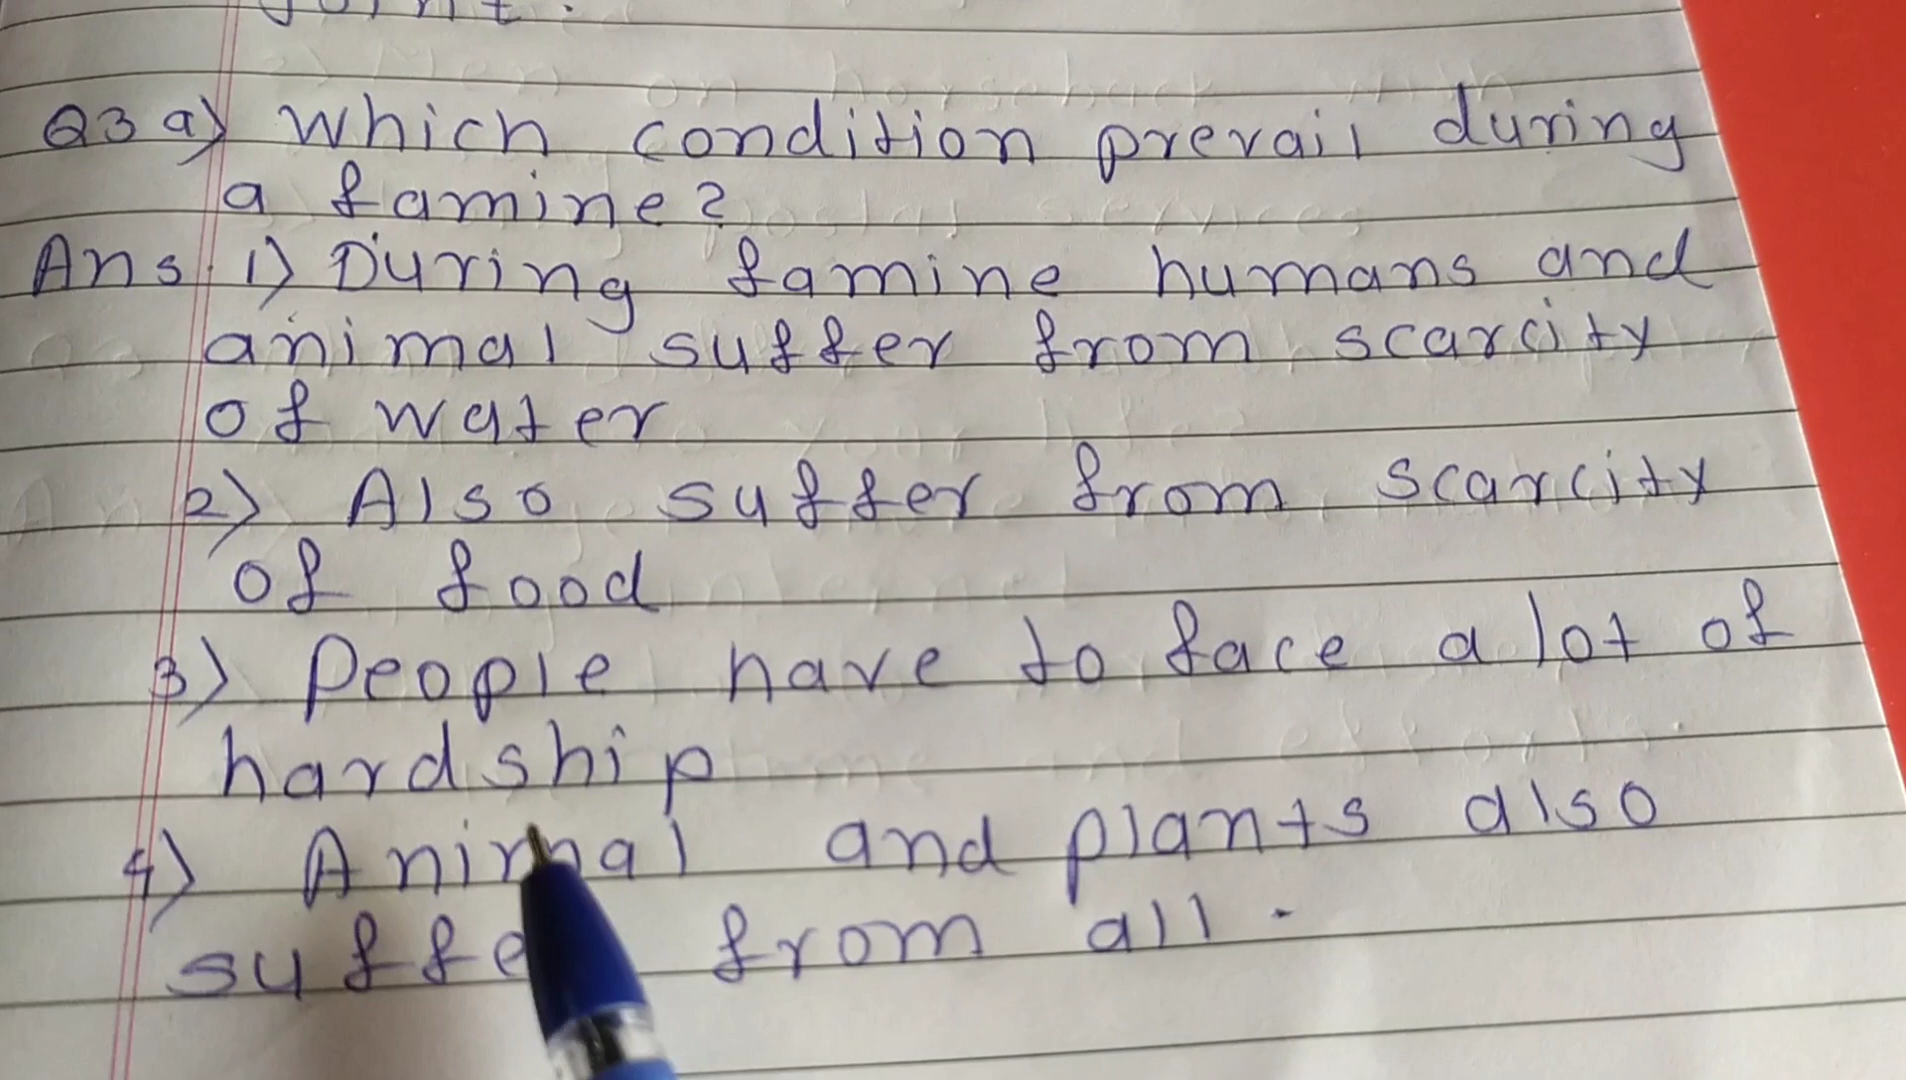 Q3 a) Which condition prevail during
a famine?
Ans. 1) During famine humans and
animal suffer from scarcity
of water
2) Also suffer from scarcity
of food
3) People have to face a lot of
hardship
4) Animal and plants also
from all.